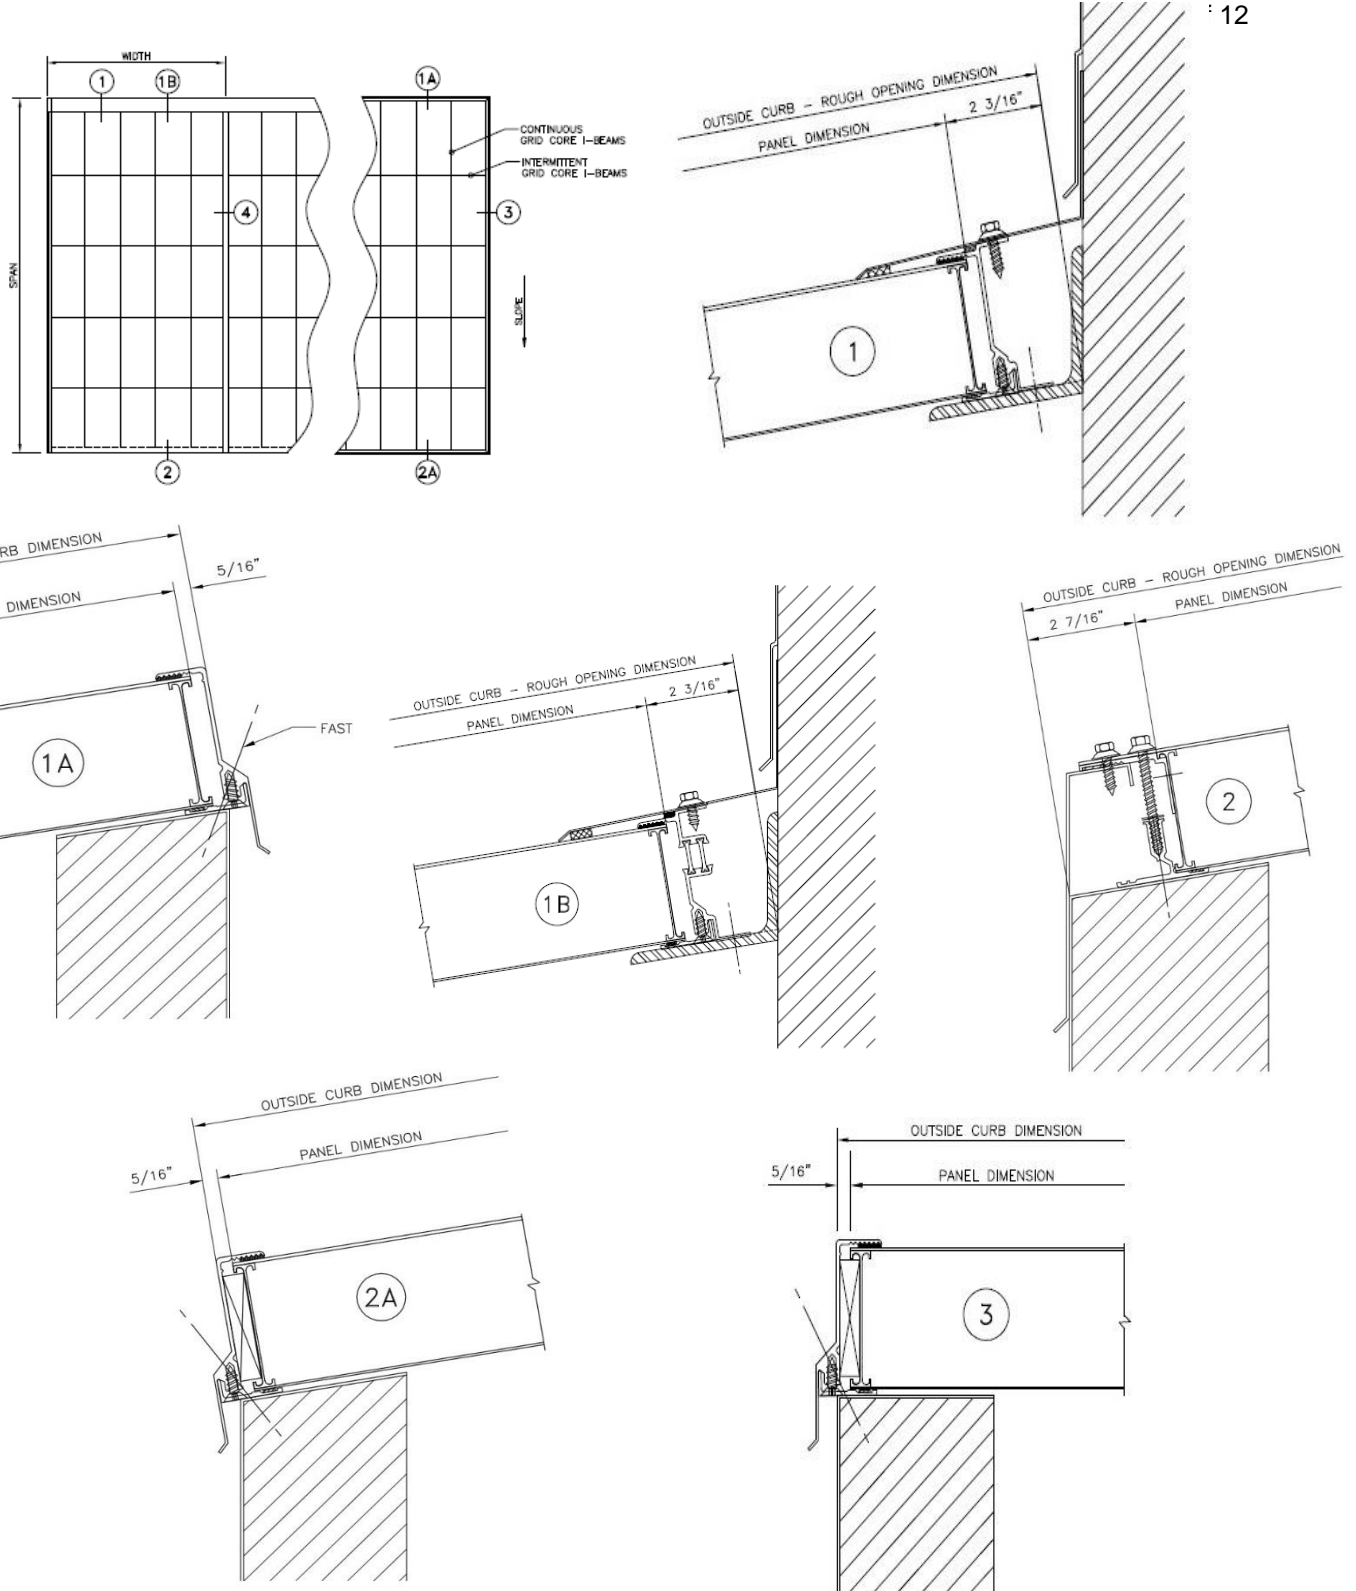 : 12
WIDTH
1
1B
1A
CONTINUOUS
GRID CORE I-BEAMS
INTERMITTENT
GRID CORE I-BEAMS
4
3
SPAN
SLOPE
2
2A
OUTSIDE CURB - ROUGH OPENING DIMENSION
2 3/16"
PANEL DIMENSION
1
RB DIMENSION
5/16"
DIMENSION
FAST
1A
OUTSIDE CURB - ROUGH OPENING DIMENSION
2 3/16"
PANEL DIMENSION
1B
OUTSIDE CURB - ROUGH OPENING DIMENSION
2 7/16"
PANEL DIMENSION
2
OUTSIDE CURB DIMENSION
PANEL DIMENSION
5/16"
2A
OUTSIDE CURB DIMENSION
5/16"
PANEL DIMENSION
3